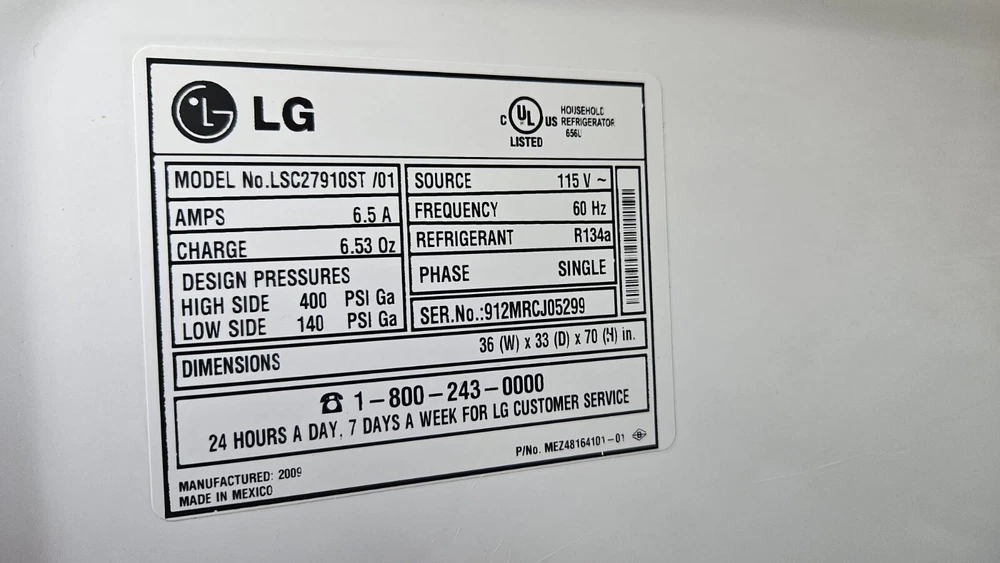 LG
C UL US
LISTED
HOUSEHOLD
REFRIGERATOR
656L
MODEL No.LSC27910ST /01
AMPS 6.5 A
CHARGE 6.53 Oz
DESIGN PRESSURES
HIGH SIDE 400 PSI Ga
LOW SIDE 140 PSI Ga
SOURCE 115 V ~
FREQUENCY 60 Hz
REFRIGERANT R134a
PHASE SINGLE
SER.No.:912MRCJ05299
DIMENSIONS 36 (W) x 33 (D) x 70 (H) in.
☎ 1-800-243-0000
24 HOURS A DAY, 7 DAYS A WEEK FOR LG CUSTOMER SERVICE
MANUFACTURED: 2009
MADE IN MEXICO
P/No. MEZ48164101-01